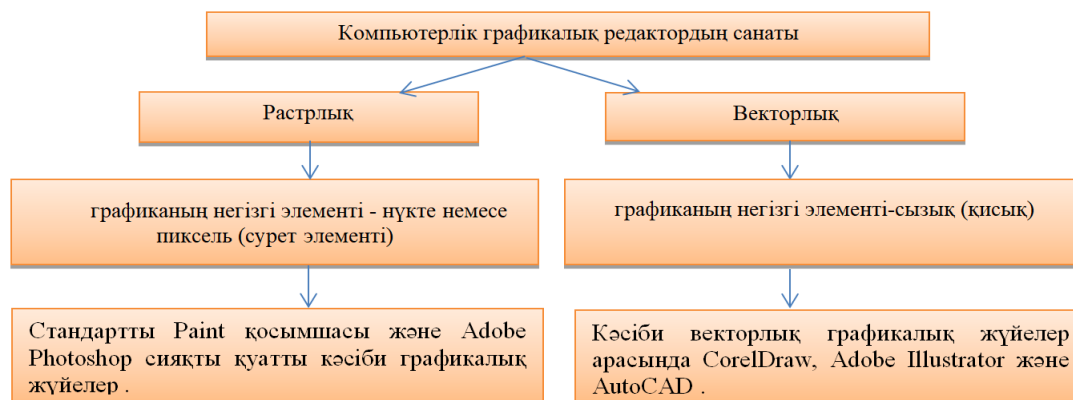 Компьютерлік графикалық редактордың санаты
Растрлық
Векторлық
графиканың негізгі элементі - нүкте немесе
пиксель (сурет элементі)
графиканың негізгі элементі-сызық (қисық)
Стандартты Paint қосымшасы және Adobe
Photoshop сияқты қуатты кәсіби графикалық
жүйелер .
Кәсіби векторлық графикалық жүйелер
арасында CorelDraw, Adobe Illustrator және
AutoCAD .